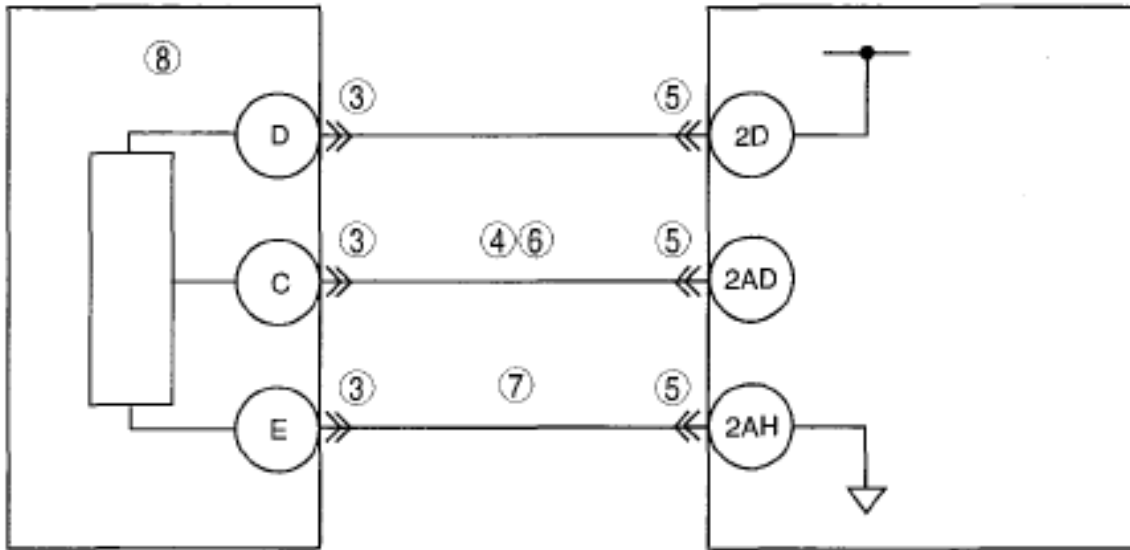 ⑧
③ ⑤
D 2D
③ ④⑥ ⑤
C 2AD
③ ⑦ ⑤
E 2AH